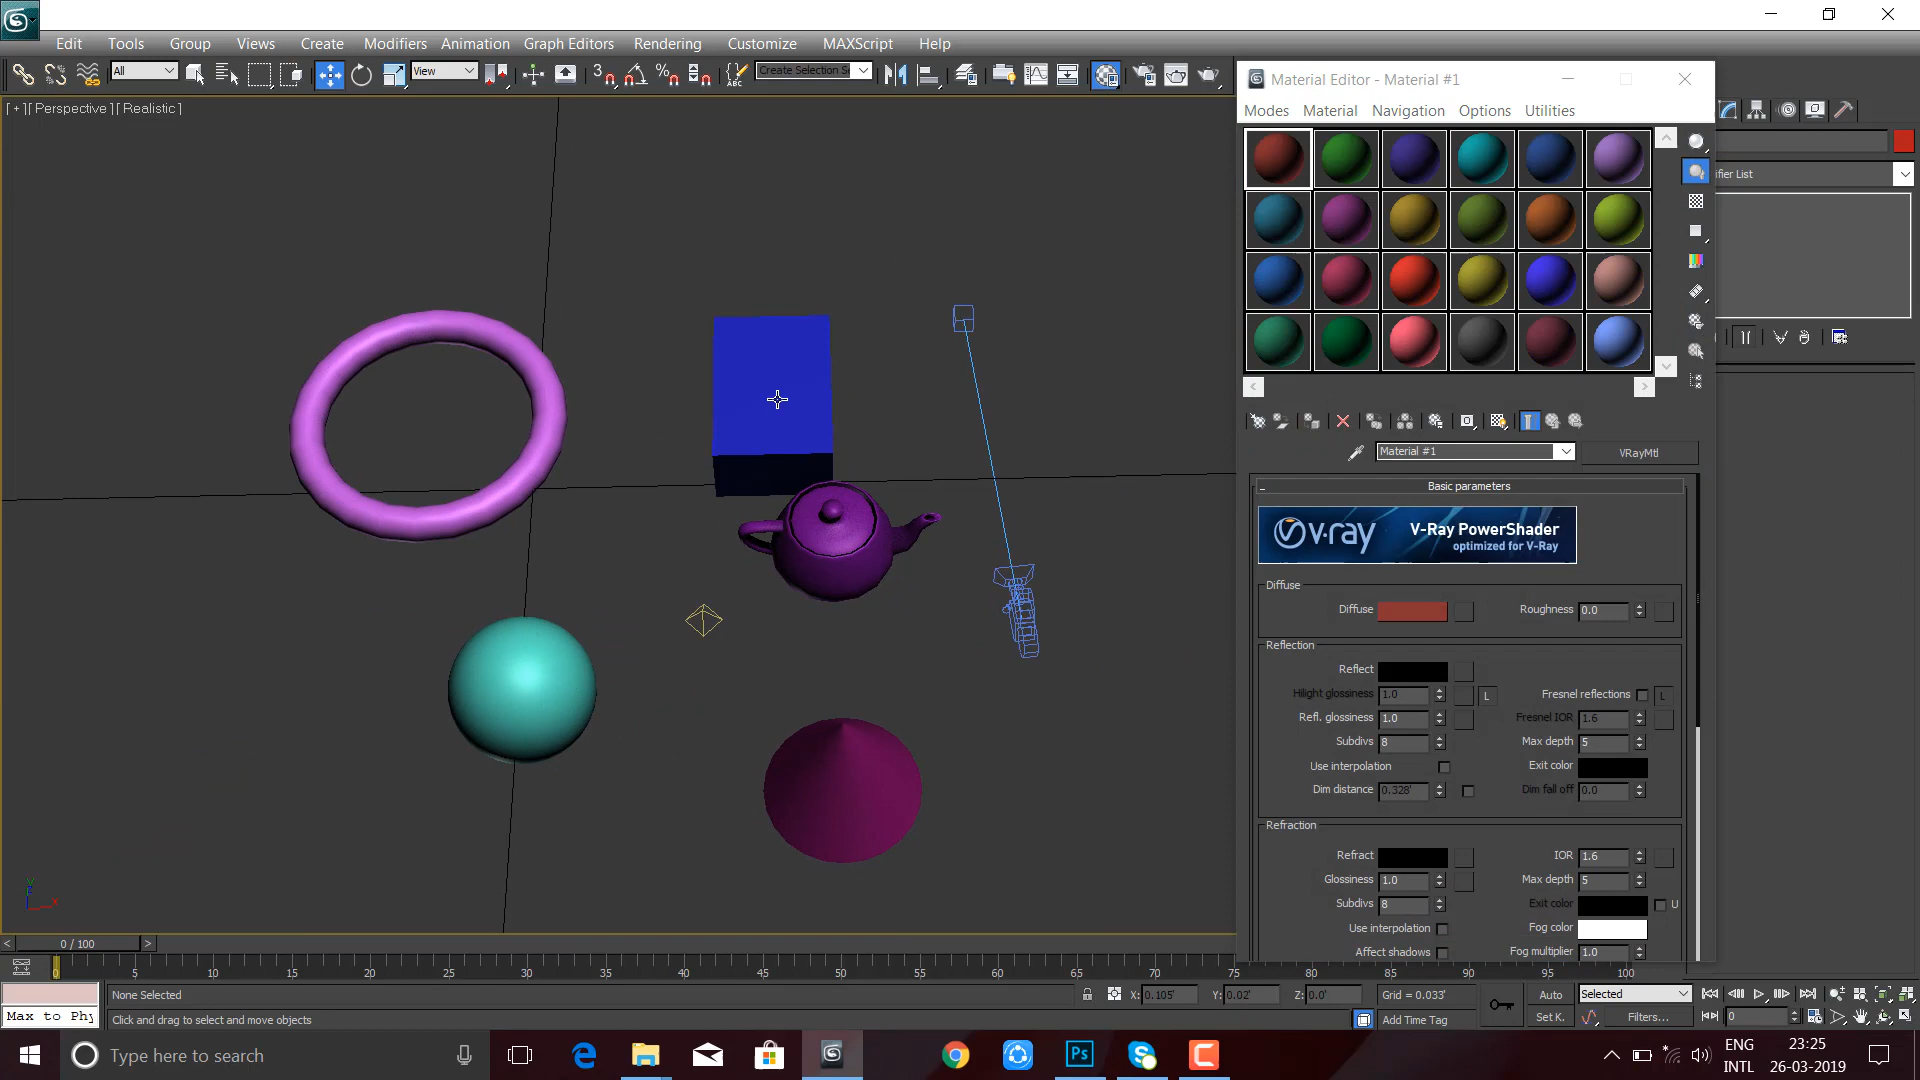 Edit Tools Group Views Create Modifiers Animation Graph Editors Rendering Customize MAXScript Help
All View 3 Create Selection Se
[ + ][ Perspective ][ Realistic ]
Material Editor - Material #1
Modes Material Navigation Options Utilities
ifier List
Material #1 VRayMtl
- Basic parameters
v·ray V-Ray PowerShader
optimized for V-Ray
Diffuse
Diffuse Roughness 0.0
Reflection
Reflect
Hilight glossiness 1.0 L Fresnel reflections L
Refl. glossiness 1.0 Fresnel IOR 1.6
Subdivs 8 Max depth 5
Use interpolation Exit color
Dim distance 0.328' Dim fall off 0.0
Refraction
Refract IOR 1.6
Glossiness 1.0 Max depth 5
Subdivs 8 Exit color U
Use interpolation Fog color
Affect shadows Fog multiplier 1.0
y
x
< 0 / 100 >
0 5 10 15 20 25 30 35 40 45 50 55 60 65 70 75 80 85 90 95 100
None Selected X: 0.105' Y: 0.02' Z: 0.0' Grid = 0.033' Auto Selected
Max to Phy Click and drag to select and move objects Add Time Tag Set K. Filters... 0
Type here to search Ps S C ENG 23:25
INTL 26-03-2019